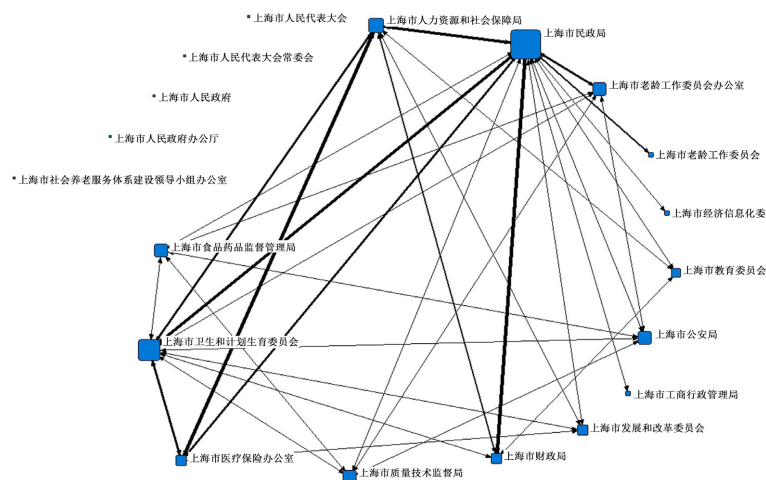 上海市人民代表大会
上海市人力资源和社会保障局
上海市民政局
上海市人民代表大会常委会
上海市老龄工作委员会办公室
上海市人民政府
上海市人民政府办公厅
上海市老龄工作委员会
上海市社会养老服务体系建设领导小组办公室
上海市经济信息化委
上海市食品药品监督管理局
上海市教育委员会
上海市公安局
上海市卫生和计划生育委员会
上海市工商行政管理局
上海市发展和改革委员会
上海市医疗保险办公室
上海市财政局
上海市质量技术监督局